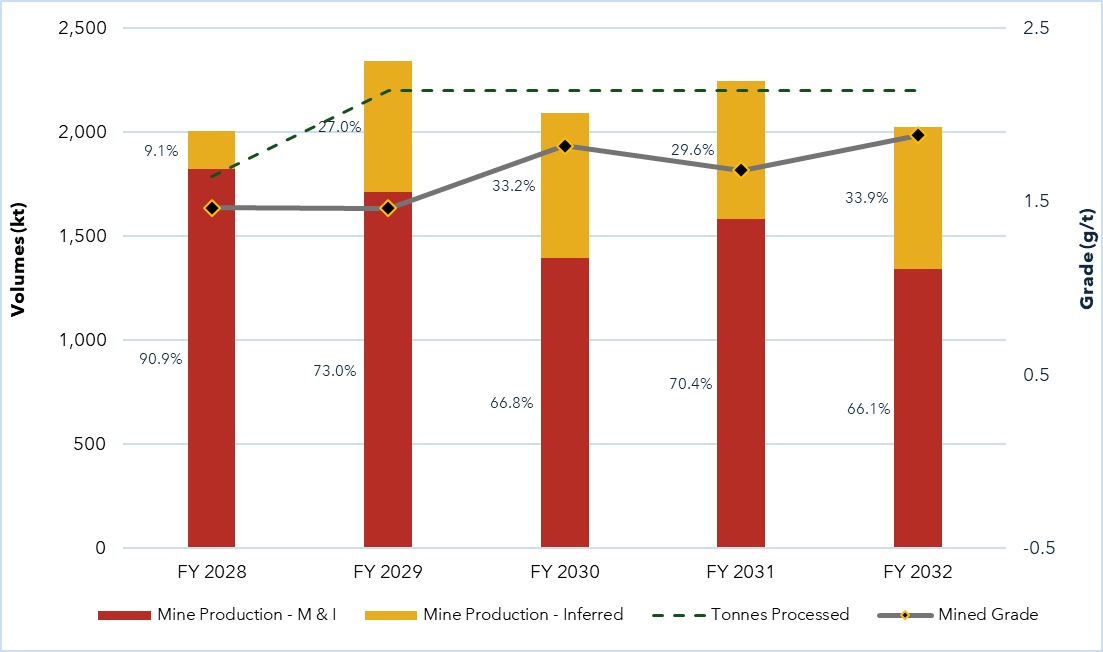 2,500
2,000
1,500
1,000
500
0
Volumes (kt)
2.5
1.5
0.5
-0.5
Grade (g/t)
9.1%
90.9%
27.0%
73.0%
33.2%
66.8%
29.6%
70.4%
33.9%
66.1%
FY 2028
FY 2029
FY 2030
FY 2031
FY 2032
Mine Production - M & I
Mine Production - Inferred
Tonnes Processed
Mined Grade